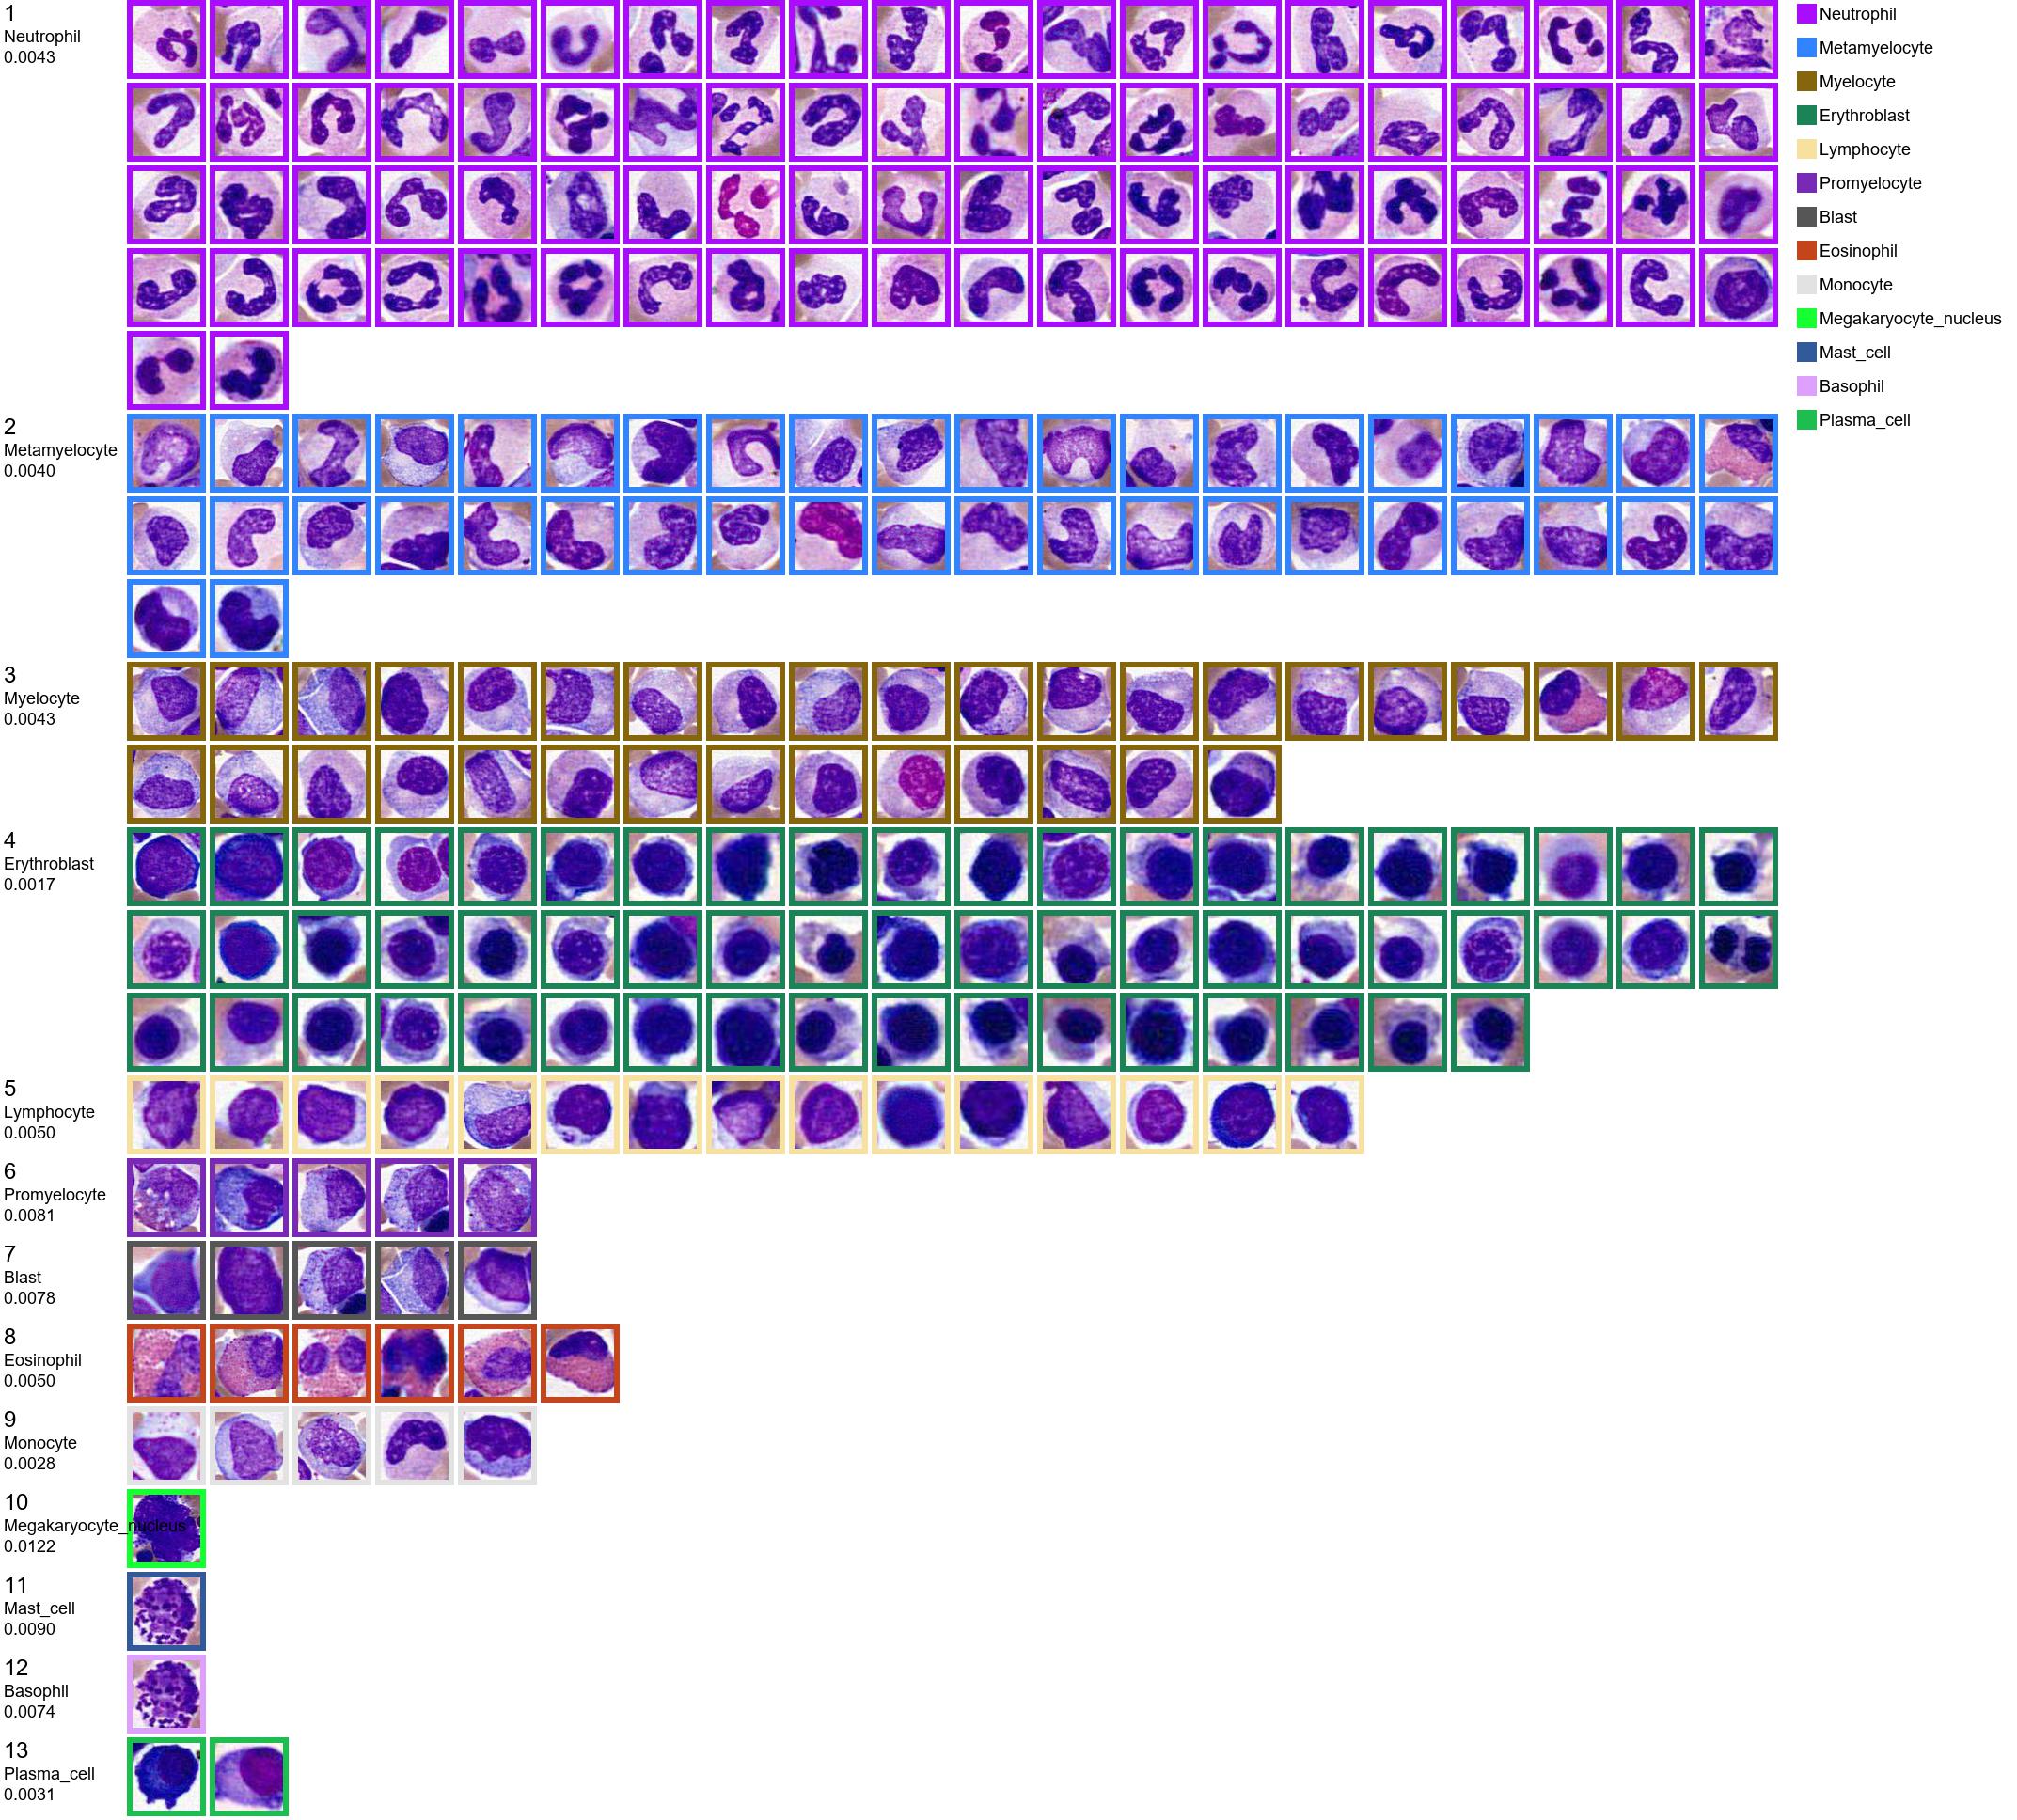 1
Neutrophil
0.0043
2
Metamyelocyte
0.0040
3
Myelocyte
0.0043
4
Erythroblast
0.0017
5
Lymphocyte
0.0050
6
Promyelocyte
0.0081
7
Blast
0.0078
8
Eosinophil
0.0050
9
Monocyte
0.0028
10
Megakaryocyte_nucleus
0.0122
11
Mast_cell
0.0090
12
Basophil
0.0074
13
Plasma_cell
0.0031
Neutrophil
Metamyelocyte
Myelocyte
Erythroblast
Lymphocyte
Promyelocyte
Blast
Eosinophil
Monocyte
Megakaryocyte_nucleus
Mast_cell
Basophil
Plasma_cell